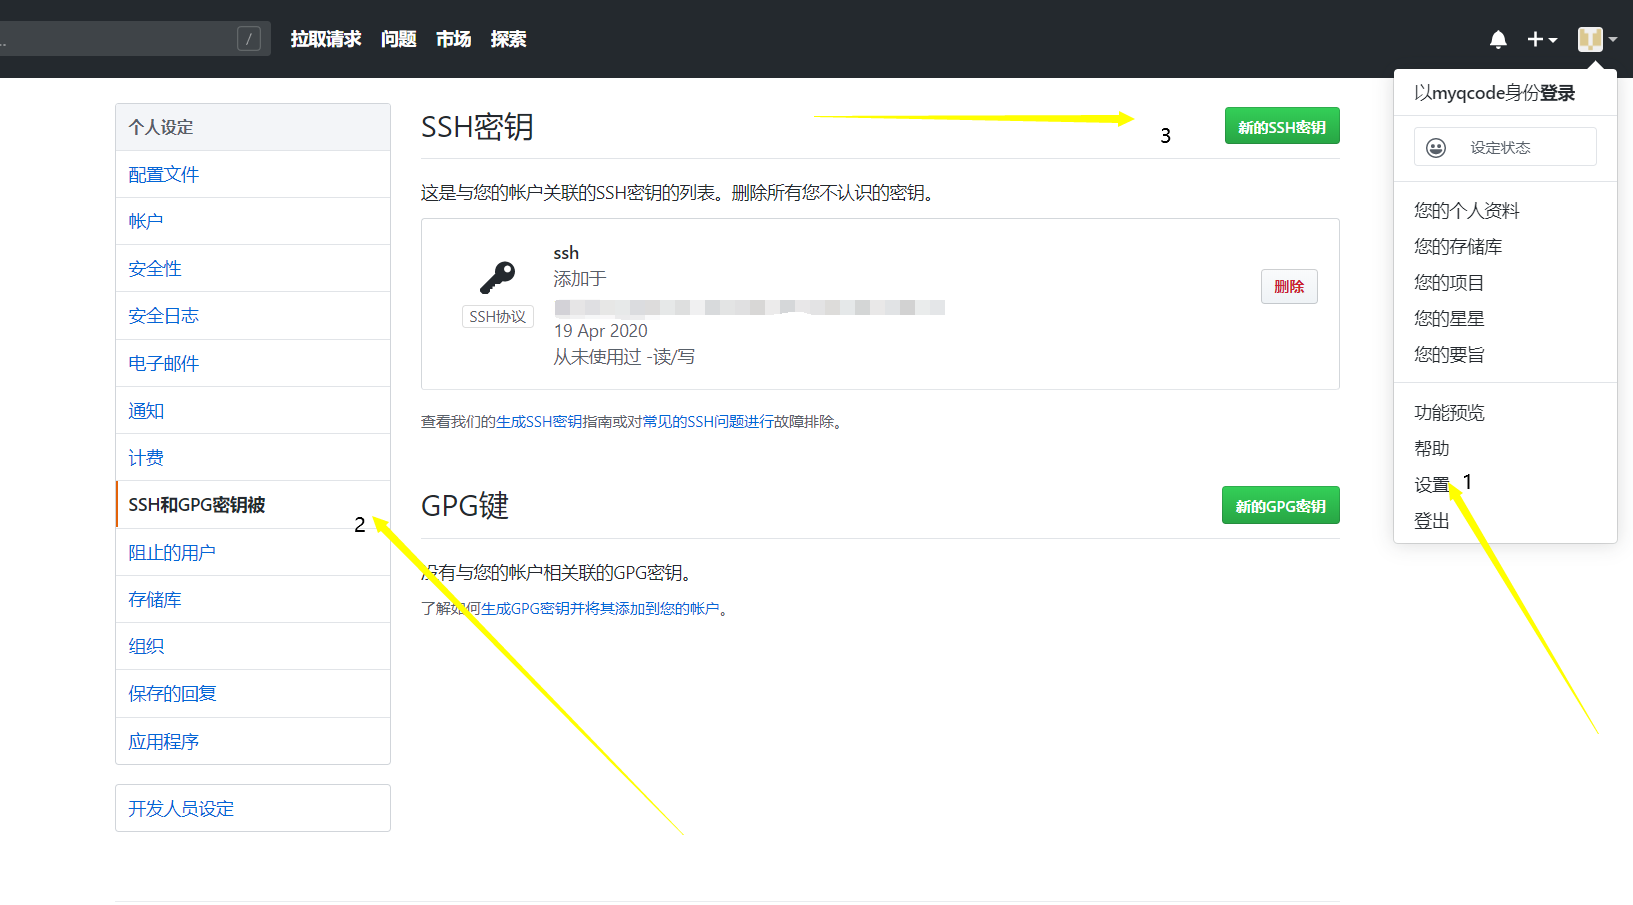 ..
/
拉取请求 问题 市场 探索
以myqcode身份登录
设定状态
您的个人资料
您的存储库
您的项目
您的星星
您的要旨
功能预览
帮助
设置 1
登出
个人设定
配置文件
帐户
安全性
安全日志
电子邮件
通知
计费
SSH和GPG密钥被
2
阻止的用户
存储库
组织
保存的回复
应用程序
开发人员设定
SSH密钥
3
新的SSH密钥
这是与您的帐户关联的SSH密钥的列表。删除所有您不认识的密钥。
SSH协议
ssh
添加于
19 Apr 2020
从未使用过 -读/写
删除
查看我们的生成SSH密钥指南或对常见的SSH问题进行故障排除。
GPG键
新的GPG密钥
没有与您的帐户相关联的GPG密钥。
了解如何生成GPG密钥并将其添加到您的帐户。